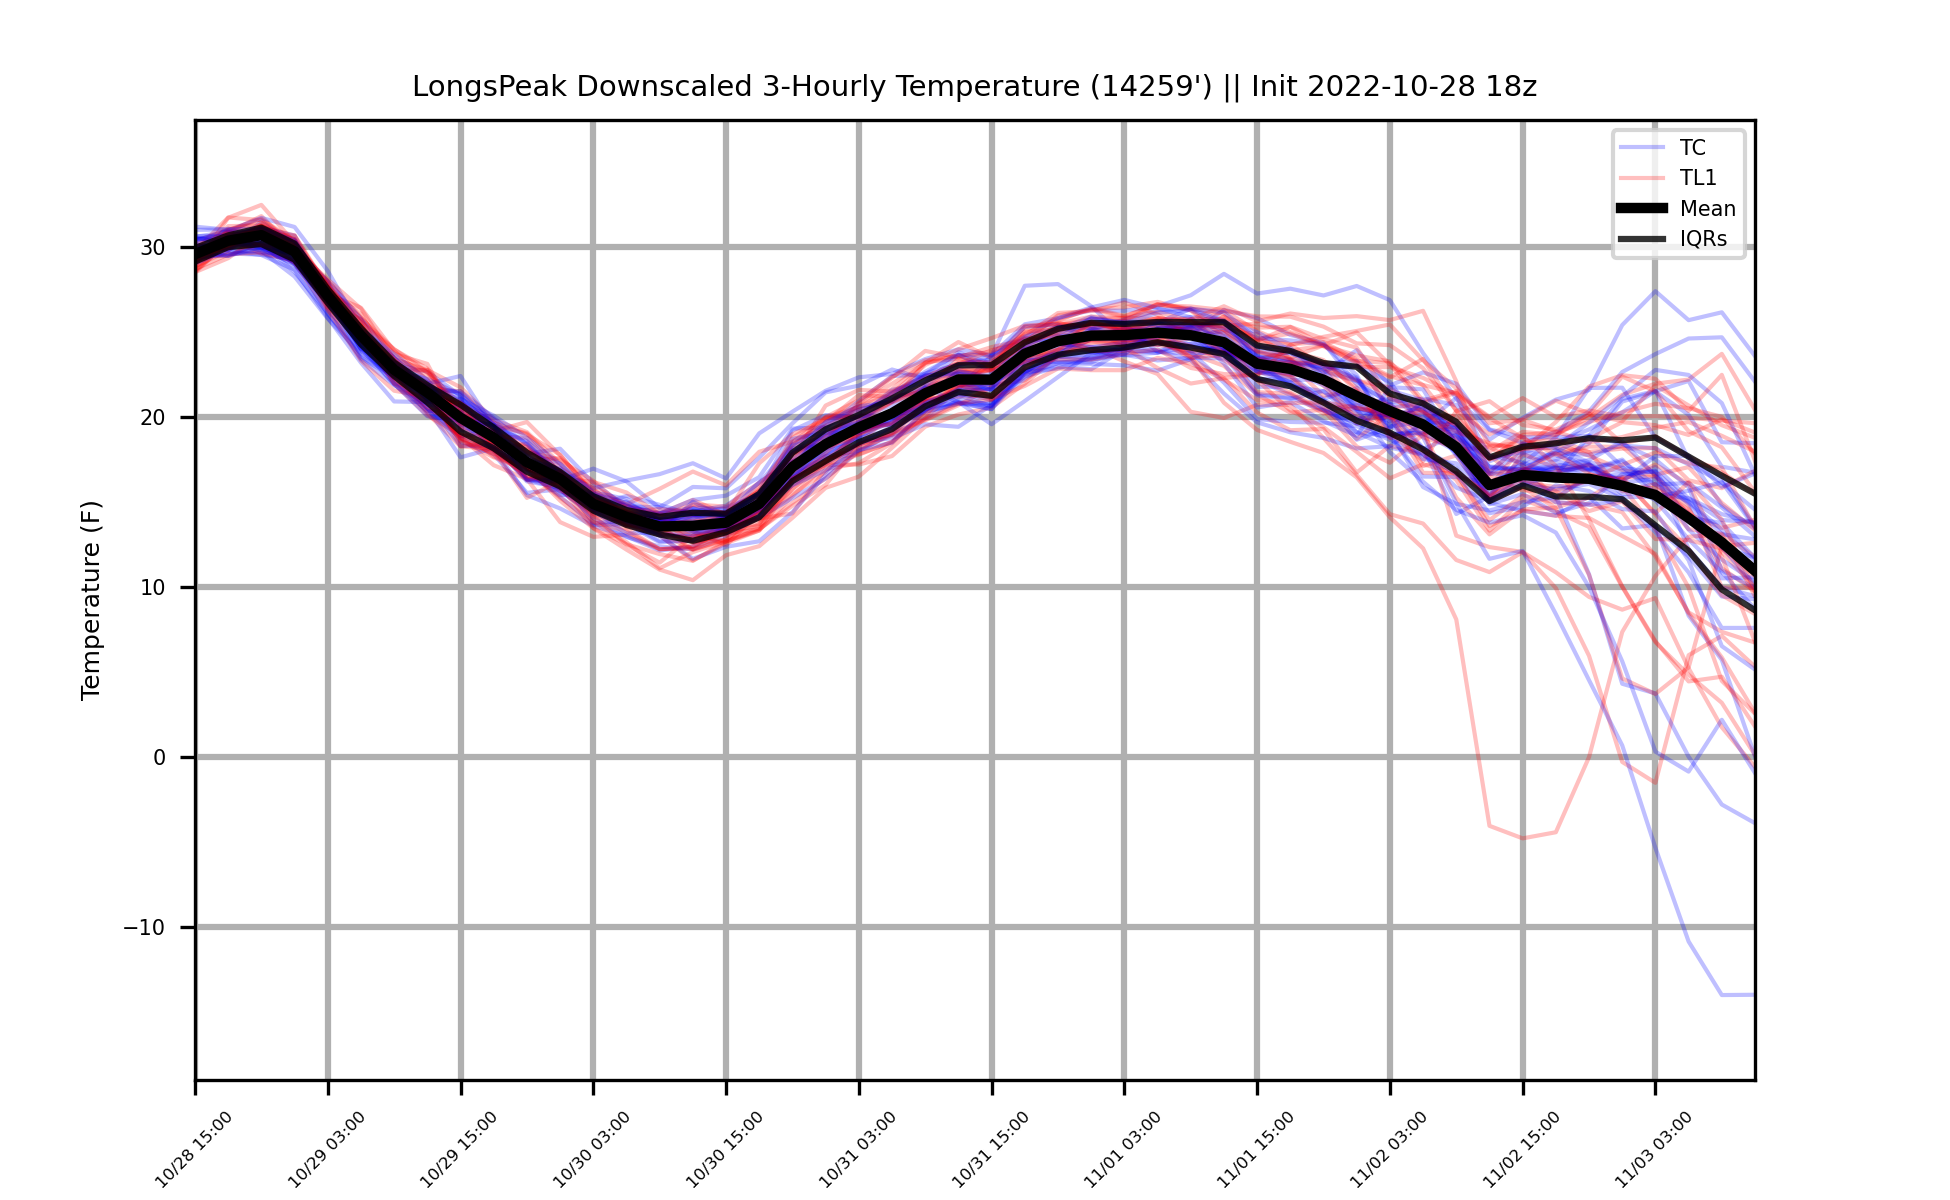 LongsPeak Downscaled 3-Hourly Temperature (14259') || Init 2022-10-28 18z
TC
TL1
Mean
IQRs
Temperature (F)
30
20
10
0
−10
10/28 15:00
10/29 03:00
10/29 15:00
10/30 03:00
10/30 15:00
10/31 03:00
10/31 15:00
11/01 03:00
11/01 15:00
11/02 03:00
11/02 15:00
11/03 03:00